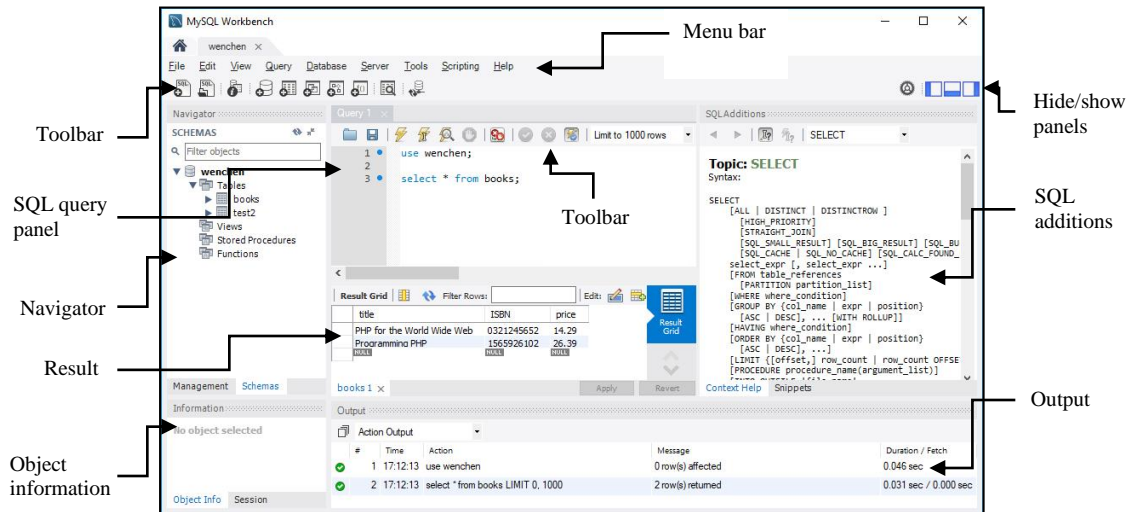 MySQL Workbench
wenchen
Menu bar
File Edit View Query Database Server Tools Scripting Help
Toolbar
Hide/show
panels
Navigator
SCHEMAS
Filter objects
wenchen
Tables
books
test2
Views
Stored Procedures
Functions
SQL query
panel
Navigator
Result
Management Schemas
Query 1
Limit to 1000 rows
1 use wenchen;
2
3 select * from books;
Toolbar
Result Grid Filter Rows: Edit:
title ISBN price
PHP for the World Wide Web 0321245652 14.29
Programming PHP 1565926102 26.39
NULL NULL NULL
Result
Grid
books 1 Apply Revert
SQLAdditions
SELECT
Topic: SELECT
Syntax:
SELECT
[ALL | DISTINCT | DISTINCTROW ]
[HIGH_PRIORITY]
[STRAIGHT_JOIN]
[SQL_SMALL_RESULT] [SQL_BIG_RESULT] [SQL_BU
[SQL_CACHE | SQL_NO_CACHE] [SQL_CALC_FOUND_
select_expr [, select_expr ...]
[FROM table_references
[PARTITION partition_list]
[WHERE where_condition]
[GROUP BY {col_name | expr | position}
[ASC | DESC], ... [WITH ROLLUP]]
[HAVING where_condition]
[ORDER BY {col_name | expr | position}
[ASC | DESC], ...]
[LIMIT {[offset,] row_count | row_count OFFSE
[PROCEDURE procedure_name(argument_list)]
Context Help Snippets
SQL
additions
Information
No object selected
Object
information
Object Info Session
Output
Action Output
# Time Action Message Duration / Fetch
1 17:12:13 use wenchen 0 row(s) affected 0.046 sec
2 17:12:13 select * from books LIMIT 0, 1000 2 row(s) returned 0.031 sec / 0.000 sec
Output